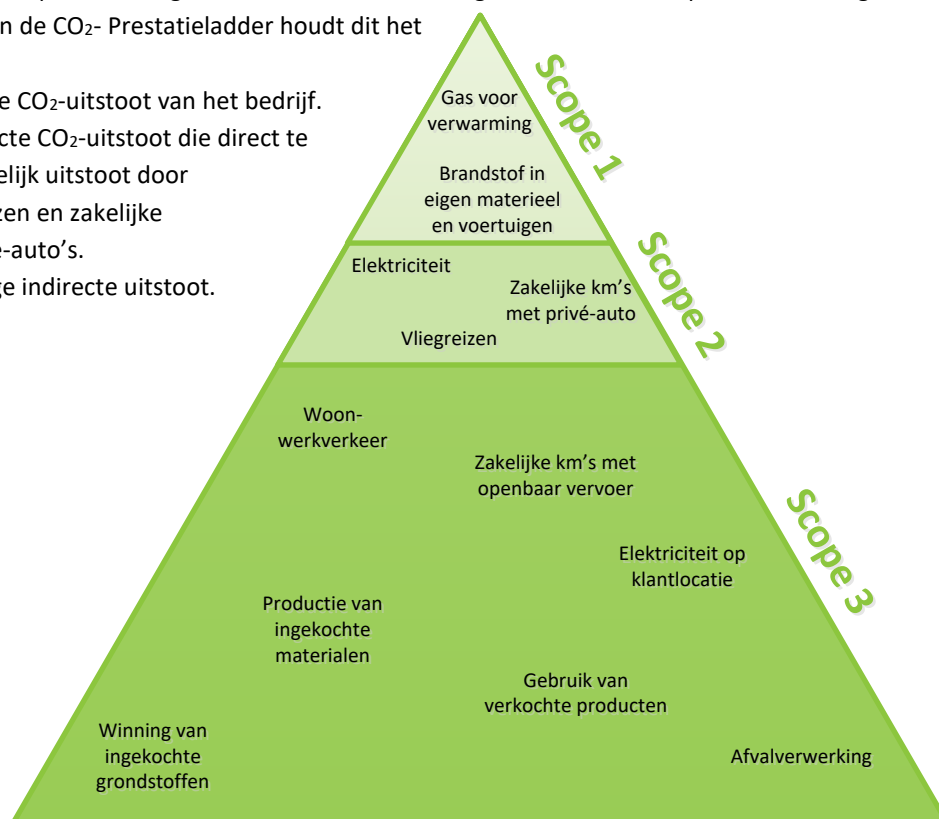 n de CO₂- Prestatieladder houdt dit het
e CO₂-uitstoot van het bedrijf.
cte CO₂-uitstoot die direct te
elijk uitstoot door
zen en zakelijke
é-auto’s.
ge indirecte uitstoot.
Scope 1
Gas voor
verwarming
Brandstof in
eigen materieel
en voertuigen
Scope 2
Elektriciteit
Zakelijke km’s
met privé-auto
Vliegreizen
Scope 3
Woon-
werkverkeer
Zakelijke km’s met
openbaar vervoer
Elektriciteit op
klantlocatie
Productie van
ingekochte
materialen
Gebruik van
verkochte producten
Winning van
ingekochte
grondstoffen
Afvalverwerking